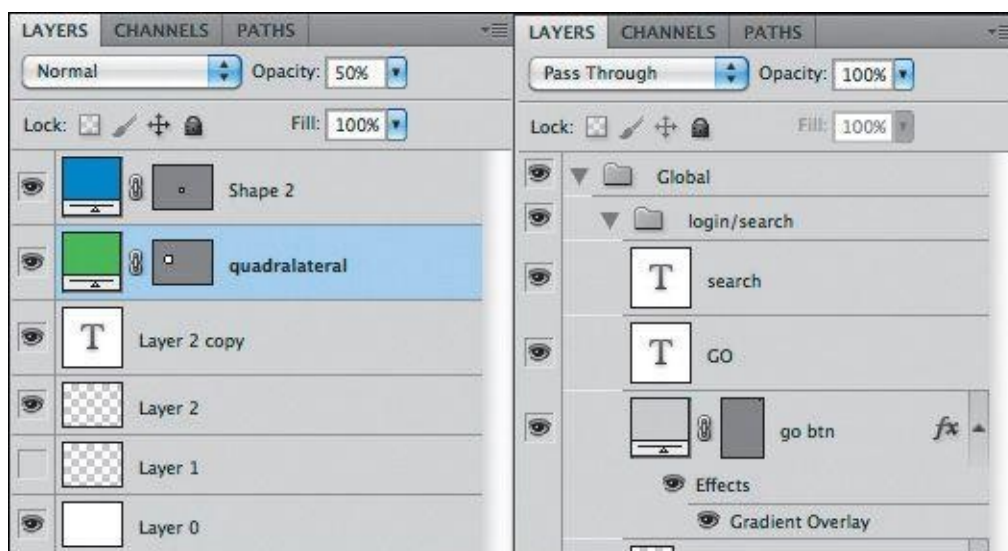 LAYERS CHANNELS PATHS
Normal Opacity: 50%
Lock: Fill: 100%
Shape 2
quadralateral
T Layer 2 copy
Layer 2
Layer 1
Layer 0
LAYERS CHANNELS PATHS
Pass Through Opacity: 100%
Lock: Fill: 100%
Global
login/search
T search
T GO
go btn fx
Effects
Gradient Overlay